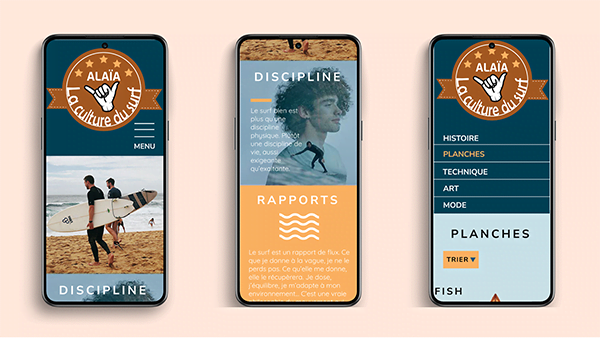 ALAÏA
La culture du surf
MENU
DISCIPLINE
DISCIPLINE
Le surf bien est
plus qu'une
discipline
physique. Plutôt
une discipline de
vie, aussi
exigeante
qu'exaltante.
RAPPORTS
Le surf est un rapport de flux. Ce
que je donne à la vague, je ne le
perds pas. Ce qu'elle me donne,
elle le récupèrera. Je dose,
j'équilibre, je m'adapte à mon
environnement... C'est une vraie
ALAÏA
La culture du surf
HISTOIRE
PLANCHES
TECHNIQUE
ART
MODE
PLANCHES
TRIER ▼
FISH